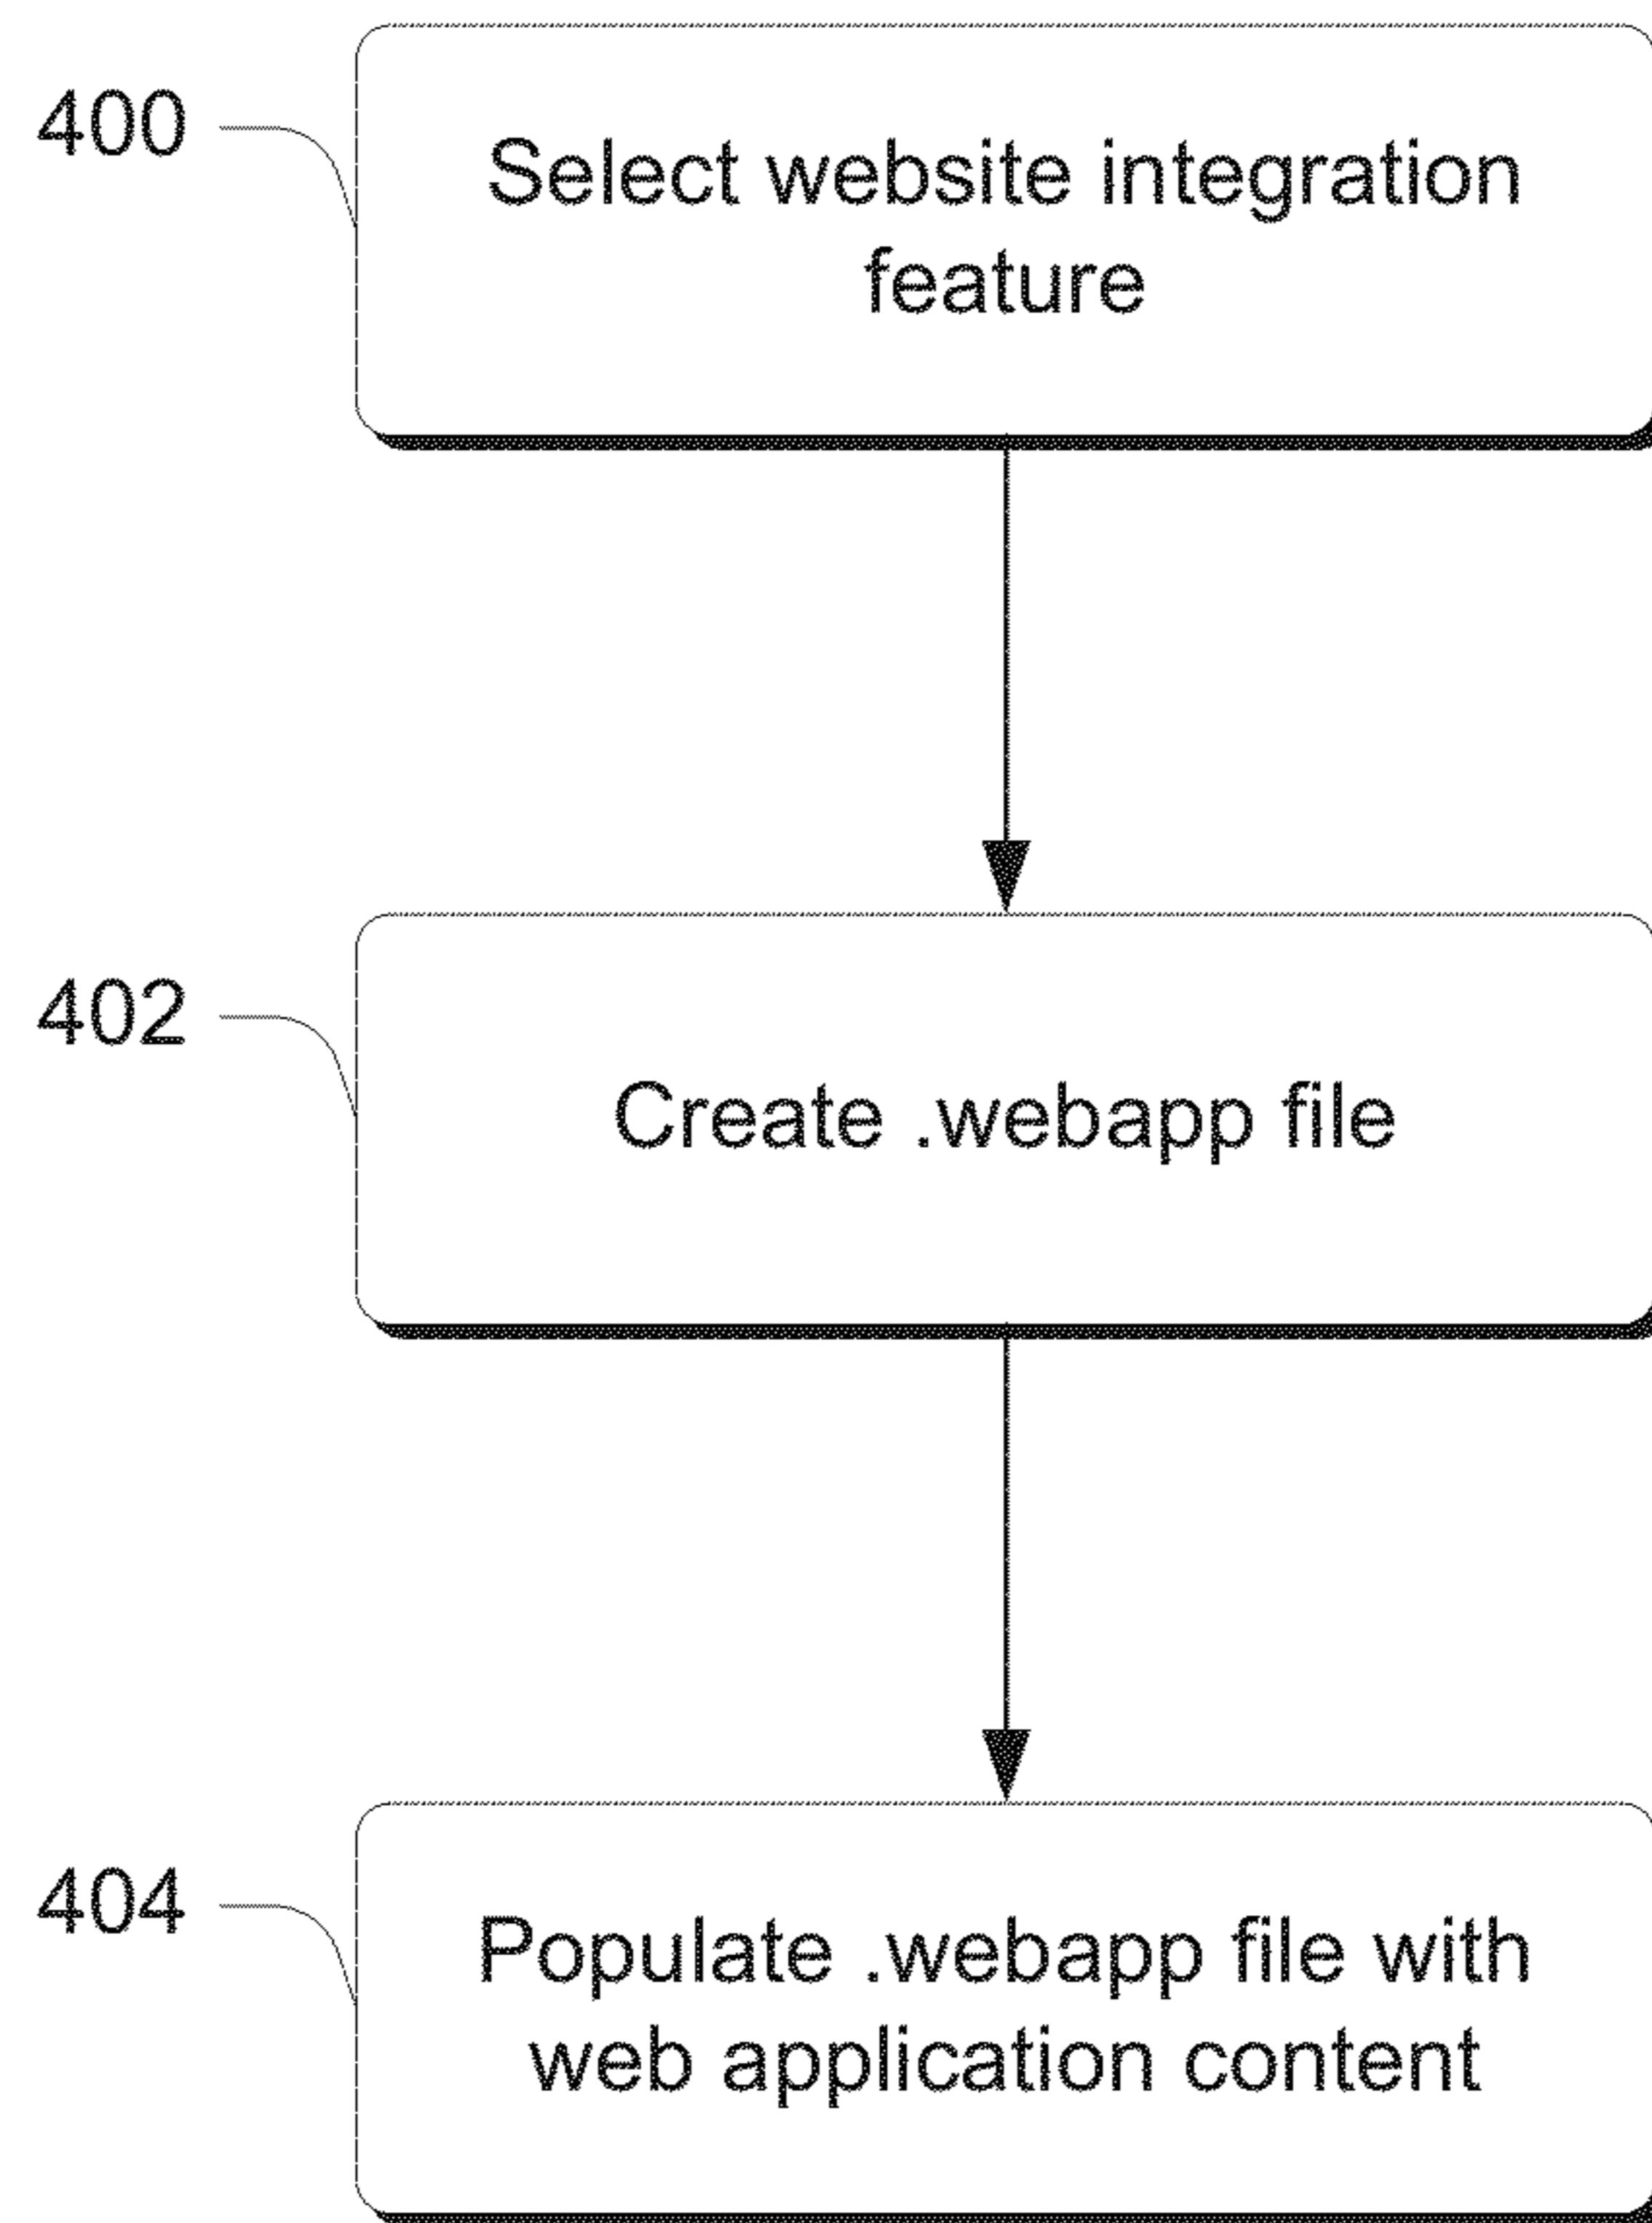 400
Select website integration
feature
402
Create .webapp file
404
Populate .webapp file with
web application content